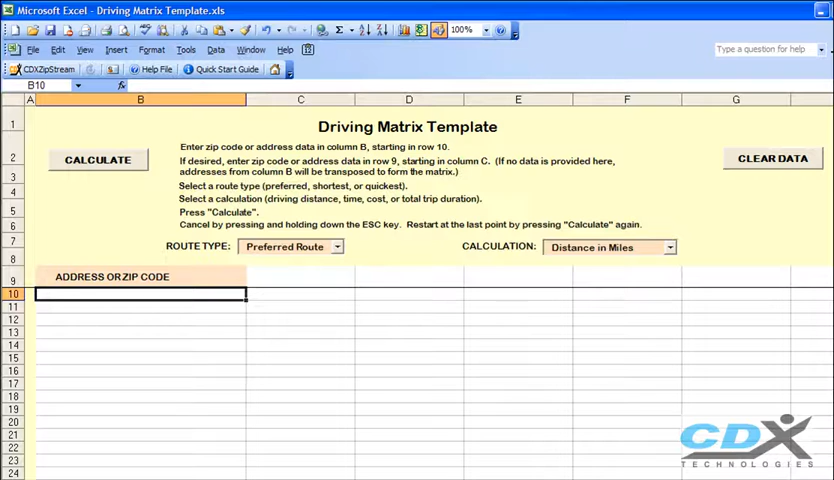 Microsoft Excel - Driving Matrix Template.xls
File Edit View Insert Format Tools Data Window Help
100%
Type a question for help
CDXZipStream Help File Quick Start Guide
B10
fx
A B C D E F G
1
Driving Matrix Template
Enter zip code or address data in column B, starting in row 10.
2
CALCULATE
If desired, enter zip code or address data in row 9, starting in column C. (If no data is provided here,
CLEAR DATA
3
addresses from column B will be transposed to form the matrix.)
4
Select a route type (preferred, shortest, or quickest).
Select a calculation (driving distance, time, cost, or total trip duration).
5
Press "Calculate".
6
Cancel by pressing and holding down the ESC key. Restart at the last point by pressing "Calculate" again.
7
ROUTE TYPE: Preferred Route
CALCULATION: Distance in Miles
8
9 ADDRESS OR ZIP CODE
10
11
12
13
14
15
16
17
18
19
20
21
22
23
24
CDX
TECHNOLOGIES